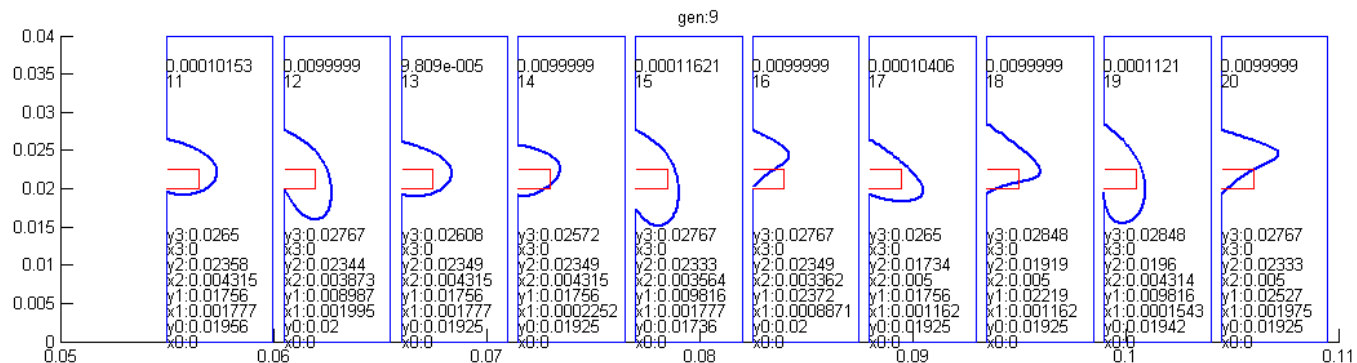 gen:9
0.04
0.035
0.03
0.025
0.02
0.015
0.01
0.005
0
0.00010153
11
y3:0.0265
x3:0
y2:0.02358
x2:0.004315
y1:0.01756
x1:0.001777
y0:0.01956
x0:0
0.0099999
12
y3:0.02767
x3:0
y2:0.02344
x2:0.003873
y1:0.008987
x1:0.001995
y0:0.02
x0:0
9.809e-005
13
y3:0.02608
x3:0
y2:0.02349
x2:0.004315
y1:0.01756
x1:0.001777
y0:0.01925
x0:0
0.0099999
14
y3:0.02572
x3:0
y2:0.02349
x2:0.004315
y1:0.01756
x1:0.0002252
y0:0.01925
x0:0
0.00011621
15
y3:0.02767
x3:0
y2:0.02333
x2:0.003564
y1:0.009816
x1:0.001777
y0:0.01736
x0:0
0.0099999
16
y3:0.02767
x3:0
y2:0.02349
x2:0.003362
y1:0.02372
x1:0.0008871
y0:0.02
x0:0
0.00010406
17
y3:0.0265
x3:0
y2:0.01734
x2:0.005
y1:0.01756
x1:0.001162
y0:0.01925
x0:0
0.0099999
18
y3:0.02848
x3:0
y2:0.01919
x2:0.005
y1:0.02219
x1:0.001162
y0:0.01925
x0:0
0.0001121
19
y3:0.02848
x3:0
y2:0.0196
x2:0.004314
y1:0.009816
x1:0.0001543
y0:0.01942
x0:0
0.0099999
20
y3:0.02767
x3:0
y2:0.02333
x2:0.005
y1:0.02527
x1:0.001975
y0:0.01925
x0:0
0.05 0.06 0.07 0.08 0.09 0.1 0.11